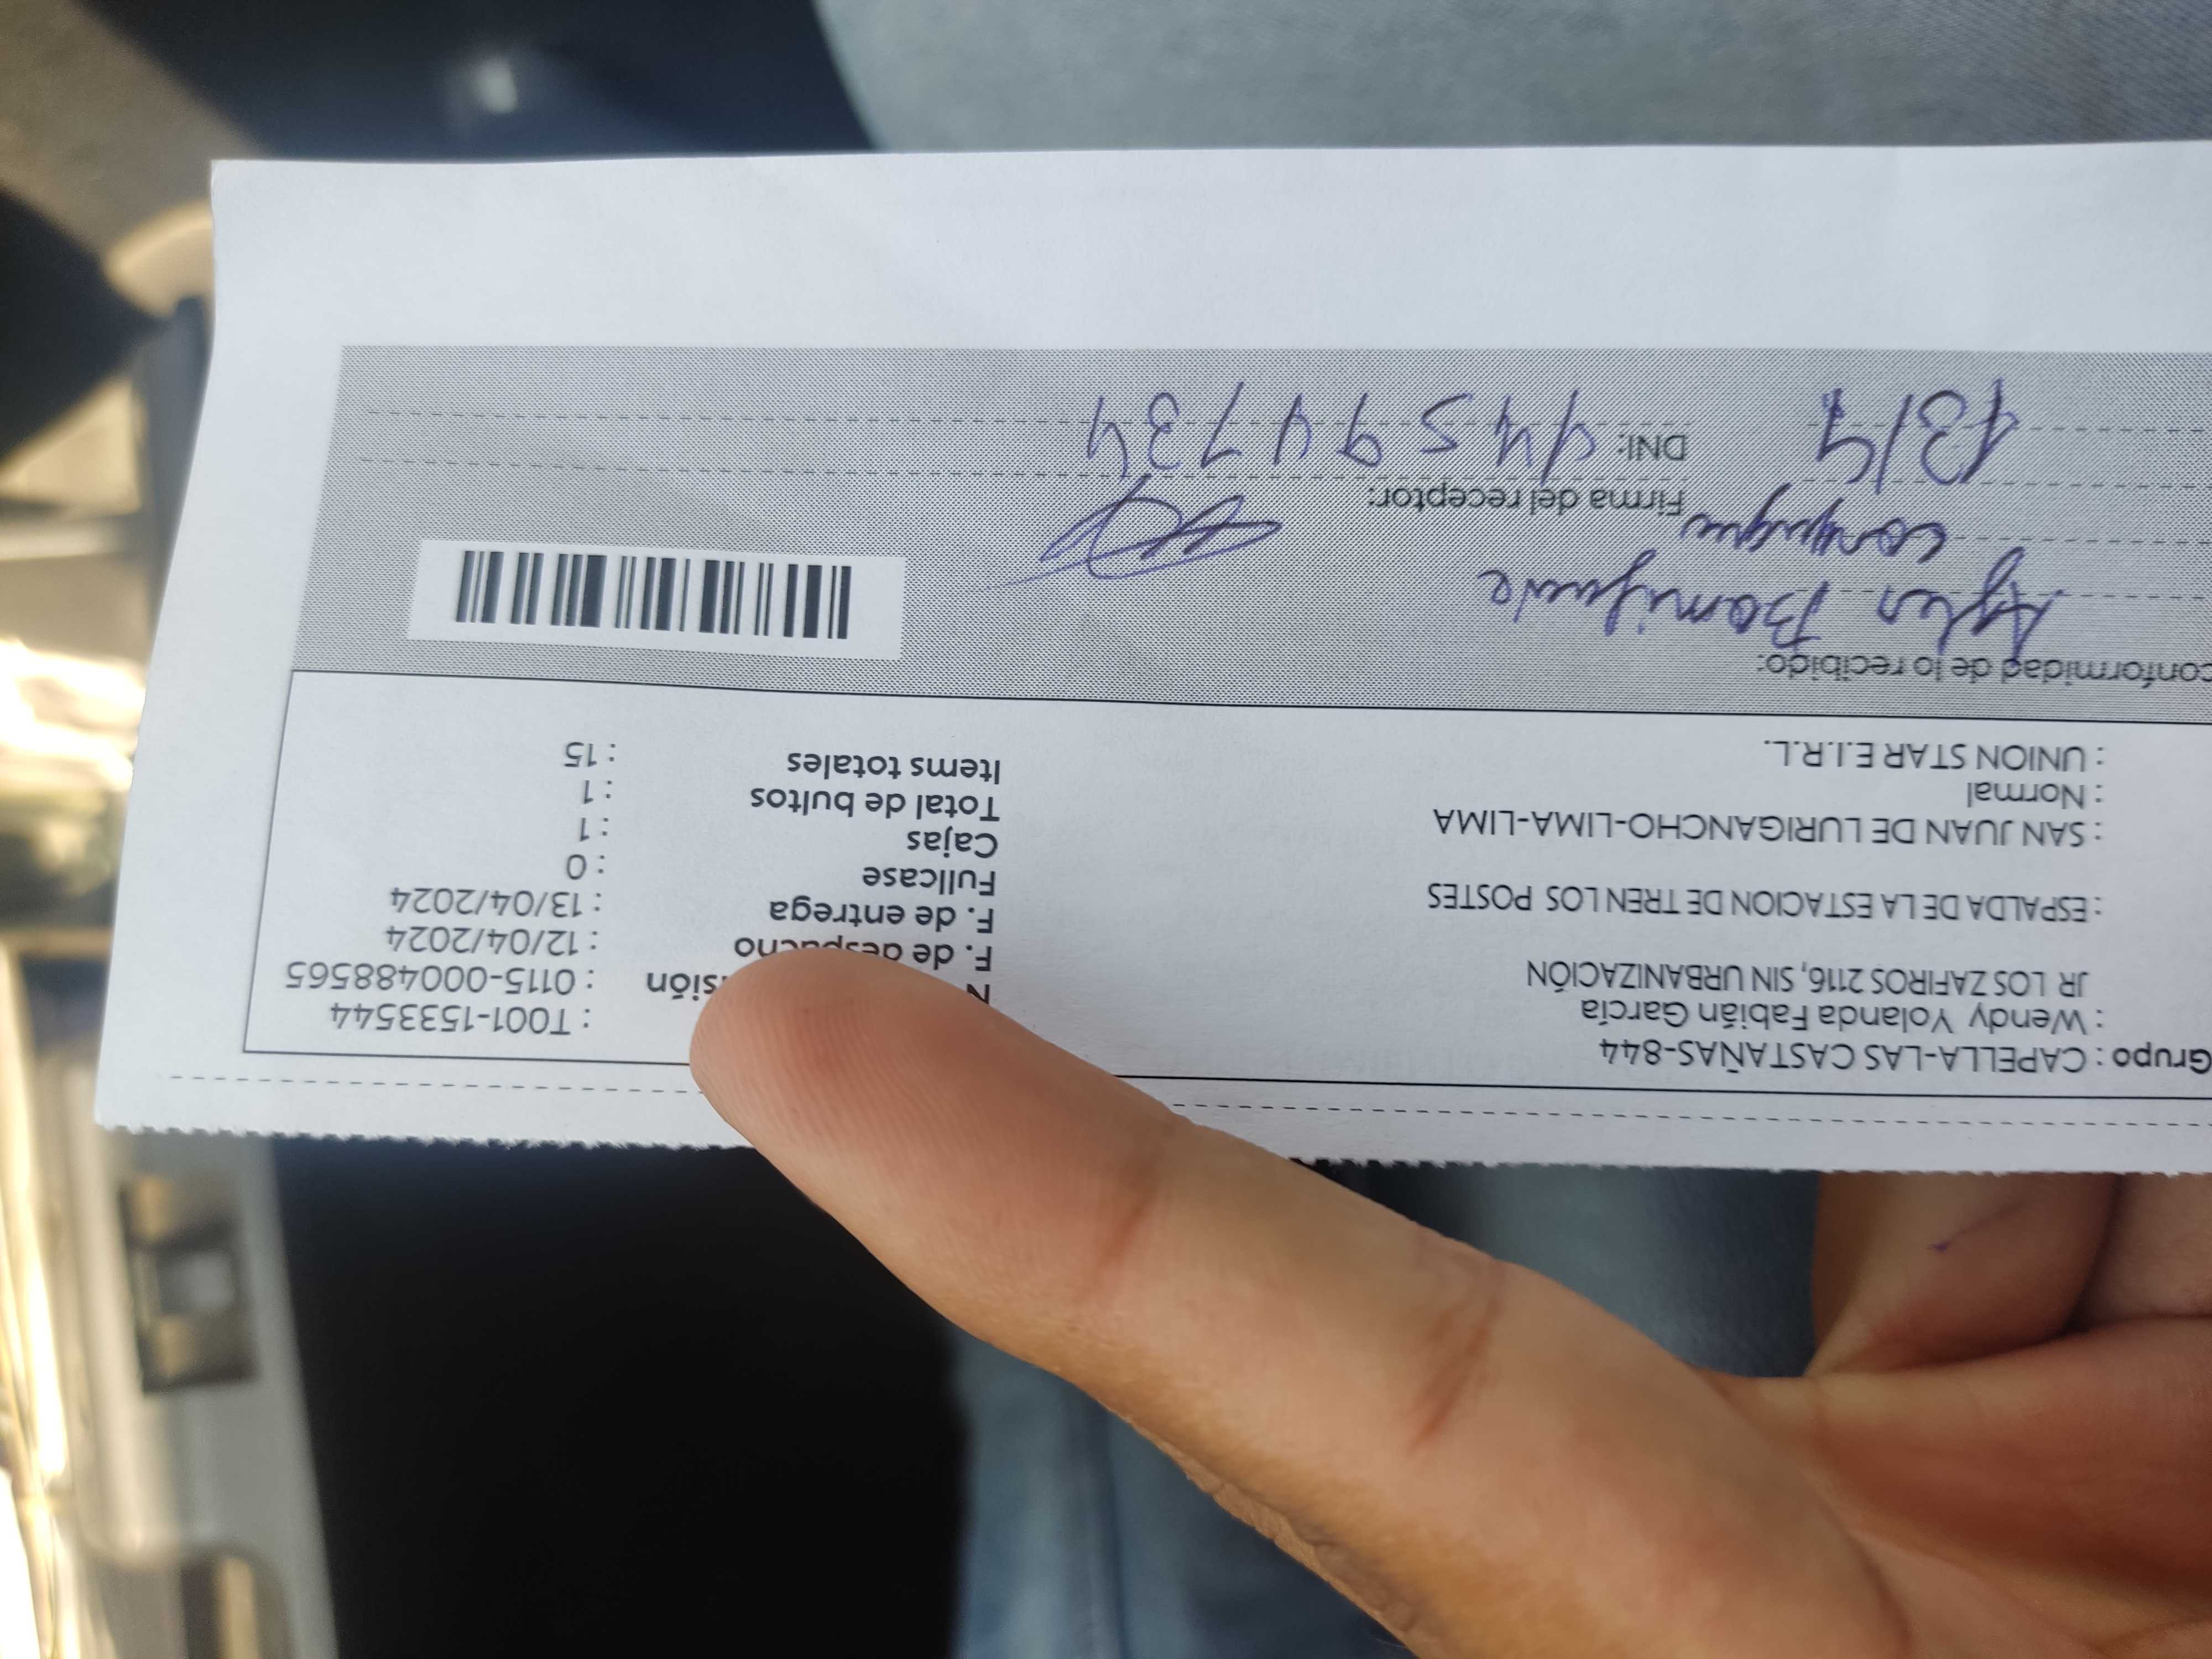 Grupo : CAPELLA-LAS CASTAÑAS-844
: Wendy Yolanda Fabián García
JR LOS ZAFIROS 2116, SIN URBANIZACIÓN
: ESPALDA DE LA ESTACION DE TREN LOS POSTES
: SAN JUAN DE LURIGANCHO-LIMA-LIMA
: Normal
: UNION STAR E.I.R.L.
: T001-1533544
: 0115-000488565
F. de despacho : 12/04/2024
F. de entrega : 13/04/2024
Fullcase : 0
Cajas : 1
Total de bultos : 1
Items totales : 15
conformidad de lo recibido:
conyugue
Firma del receptor:
13/4
DNI: